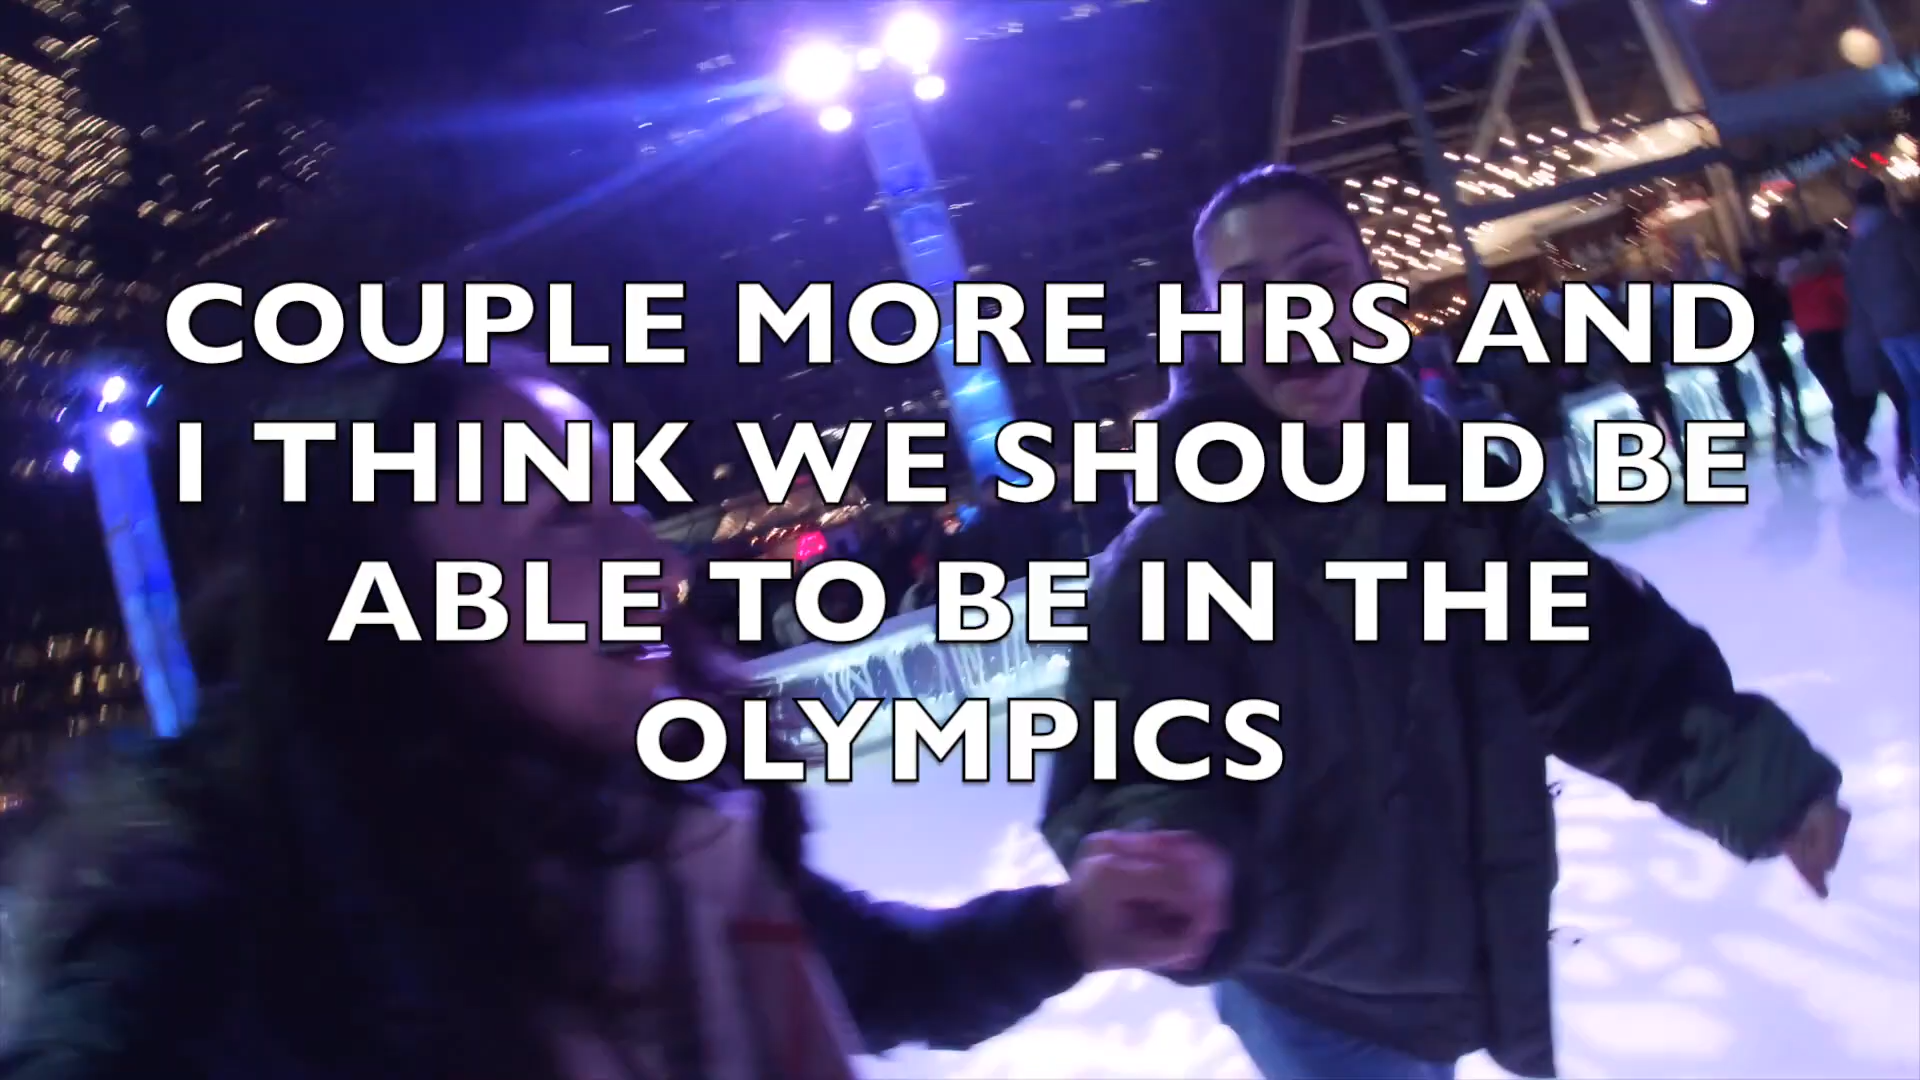 COUPLE MORE HRS AND
I THINK WE SHOULD BE
ABLE TO BE IN THE
OLYMPICS